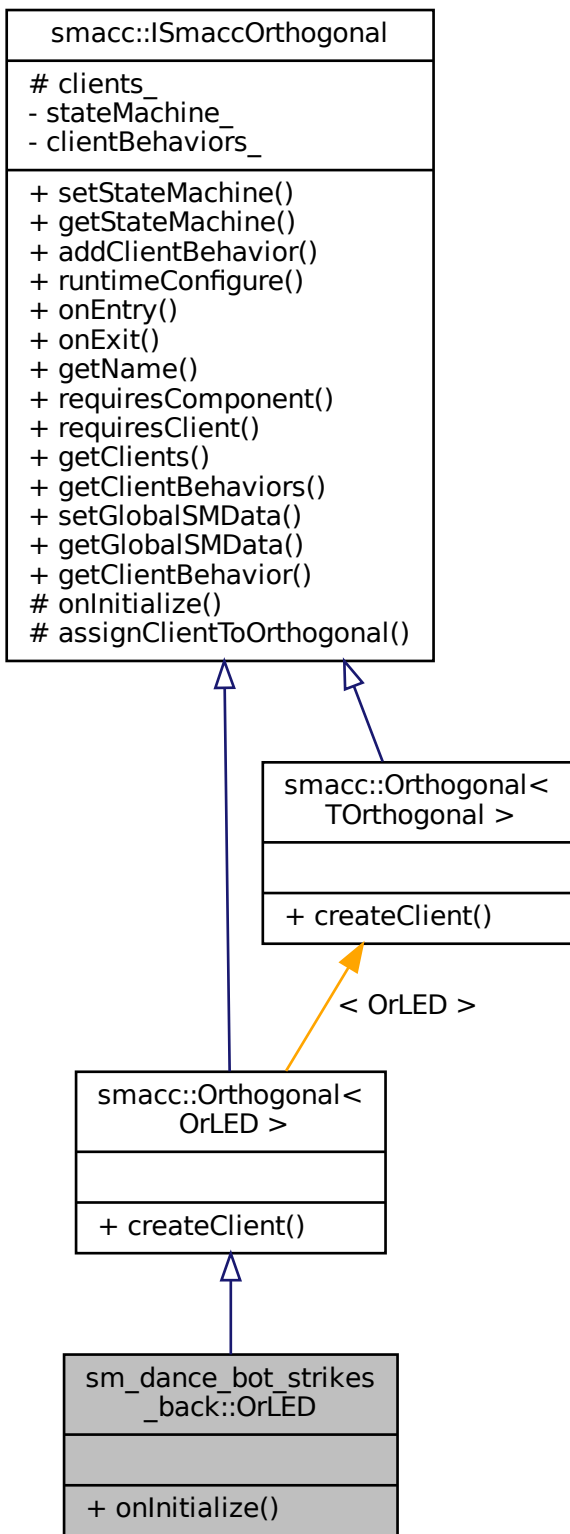 smacc::ISmaccOrthogonal
# clients_
- stateMachine_
- clientBehaviors_
+ setStateMachine()
+ getStateMachine()
+ addClientBehavior()
+ runtimeConfigure()
+ onEntry()
+ onExit()
+ getName()
+ requiresComponent()
+ requiresClient()
+ getClients()
+ getClientBehaviors()
+ setGlobalSMData()
+ getGlobalSMData()
+ getClientBehavior()
# onInitialize()
# assignClientToOrthogonal()
smacc::Orthogonal<
TOrthogonal >
+ createClient()
< OrLED >
smacc::Orthogonal<
OrLED >
+ createClient()
sm_dance_bot_strikes
_back::OrLED
+ onInitialize()